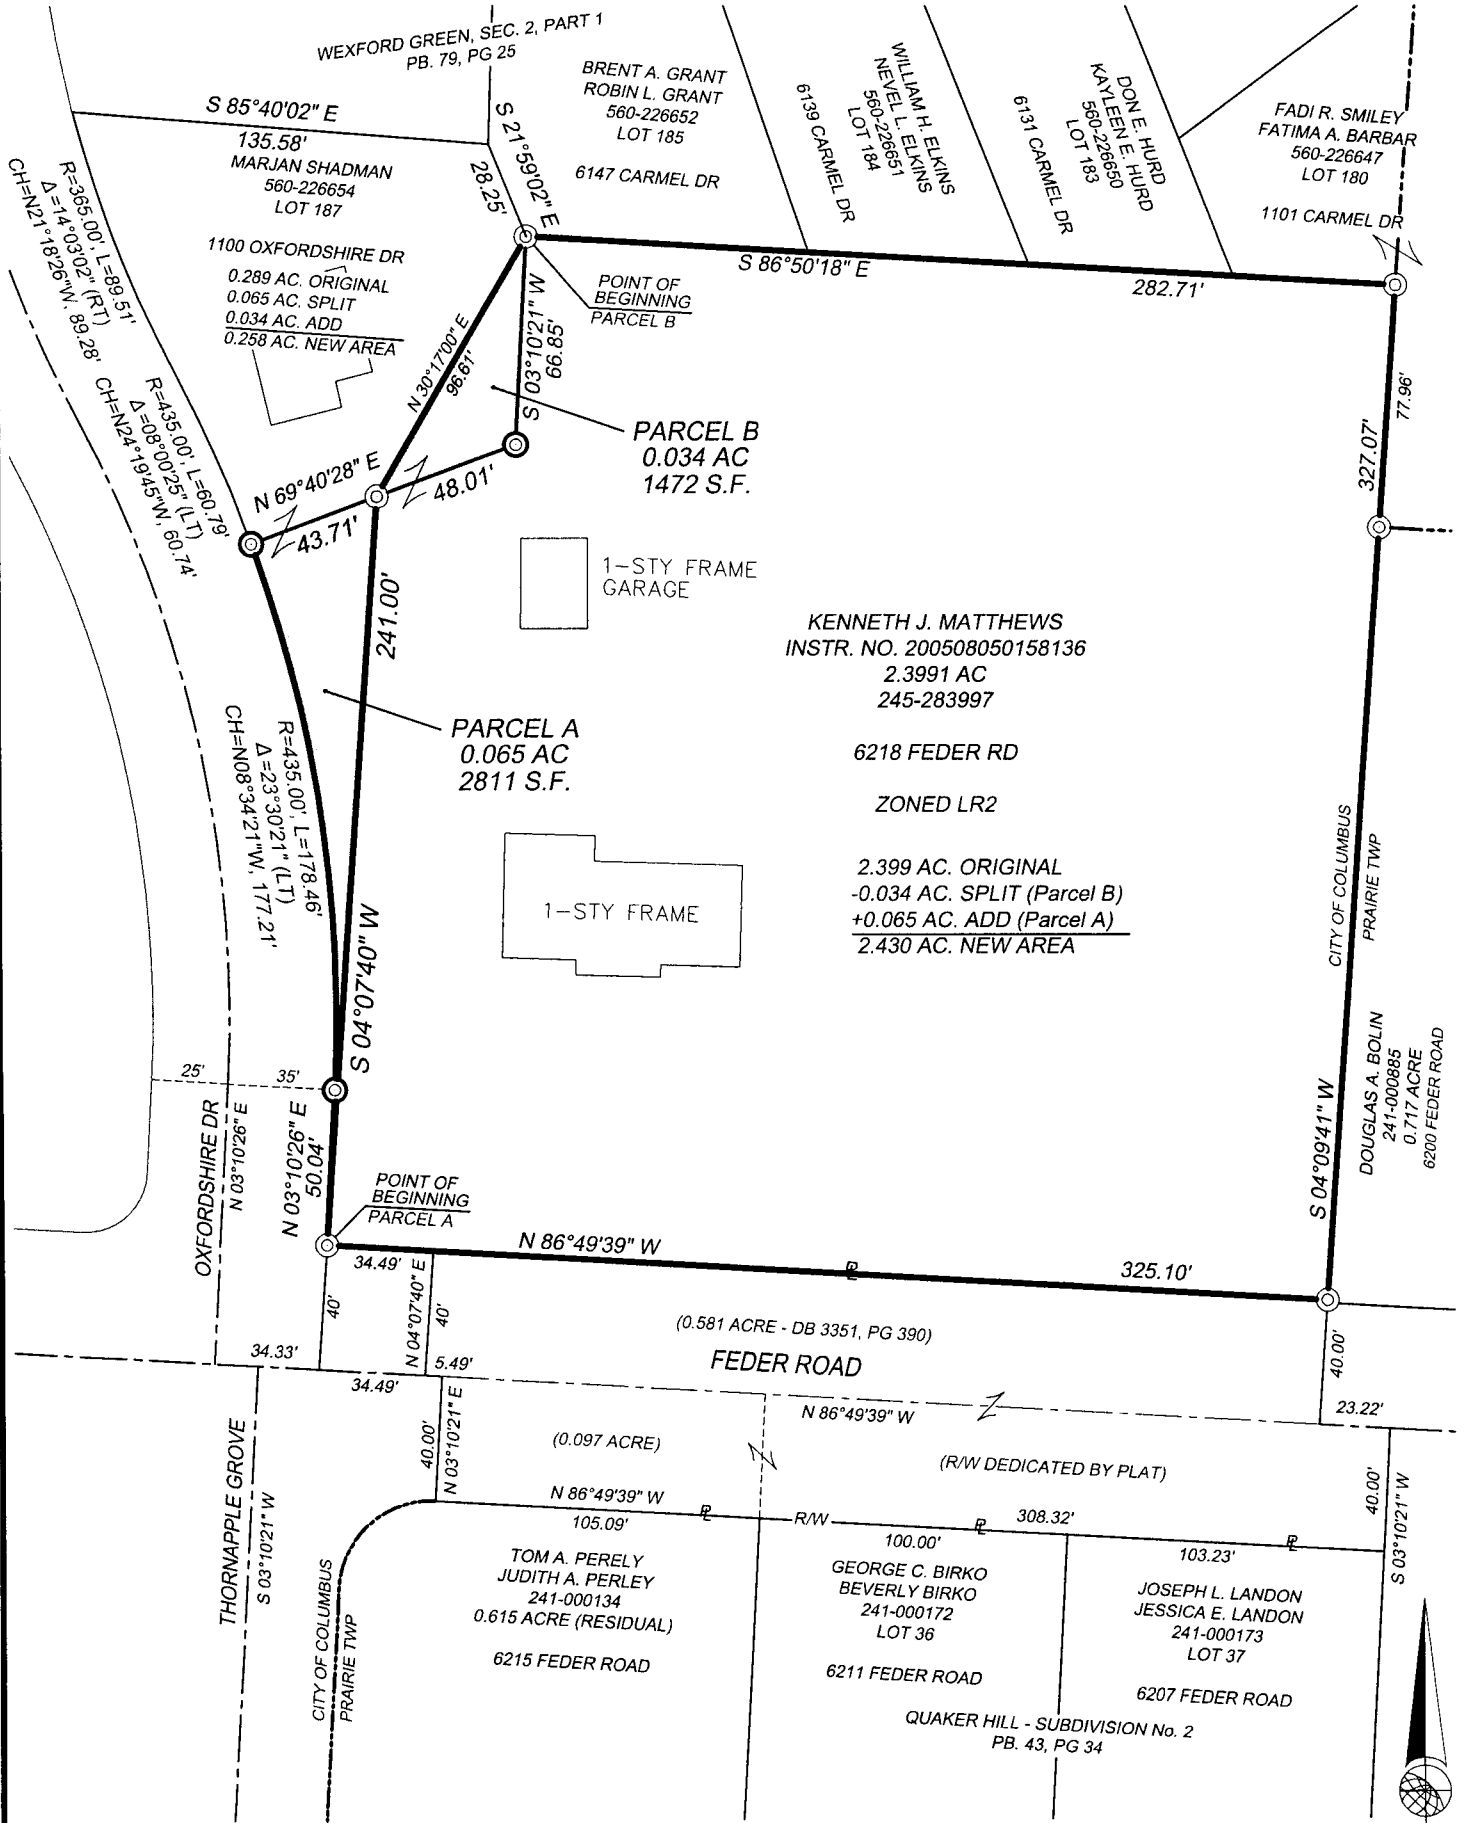 WEXFORD GREEN, SEC. 2, PART 1
PB. 79, PG 25
S 85°40'02" E
135.58'
MARJAN SHADMAN
560-226654
LOT 187
1100 OXFORDSHIRE DR
0.289 AC. ORIGINAL
0.065 AC. SPLIT
0.034 AC. ADD
0.258 AC. NEW AREA
S 21°59'02" E
28.25'
BRENT A. GRANT
ROBIN L. GRANT
560-226652
LOT 185
6147 CARMEL DR
WILLIAM H. ELKINS
NEVEL L. ELKINS
560-226651
LOT 184
6139 CARMEL DR
DON E. HURD
KAYLEEN E. HURD
560-226650
LOT 183
6131 CARMEL DR
FADI R. SMILEY
FATIMA A. BARBAR
560-226647
LOT 180
1101 CARMEL DR
R=365.00', L=89.51'
Δ=14°03'02" (RT)
CH=N21°18'26"W, 89.28'
R=435.00', L=60.79'
Δ=08°00'25" (LT)
CH=N24°19'45"W, 60.74'
S 86°50'18" E
282.71'
POINT OF
BEGINNING
PARCEL B
N 30°17'00" E
96.61'
S 03°10'21" W
66.85'
PARCEL B
0.034 AC
1472 S.F.
N 69°40'28" E
43.71'
48.01'
77.96'
327.07'
1-STY FRAME
GARAGE
241.00'
S 04°07'40" W
KENNETH J. MATTHEWS
INSTR. NO. 200508050158136
2.3991 AC
245-283997
6218 FEDER RD
ZONED LR2
2.399 AC. ORIGINAL
-0.034 AC. SPLIT (Parcel B)
+0.065 AC. ADD (Parcel A)
2.430 AC. NEW AREA
PARCEL A
0.065 AC
2811 S.F.
R=435.00', L=178.46'
Δ=23°30'21" (LT)
CH=N08°34'21"W, 177.21'
1-STY FRAME
CITY OF COLUMBUS
PRAIRIE TWP
S 04°09'41" W
DOUGLAS A. BOLIN
241-000885
0.717 ACRE
6200 FEDER ROAD
25'
35'
OXFORDSHIRE DR
N 03°10'26" E
N 03°10'26" E
50.04'
POINT OF
BEGINNING
PARCEL A
N 86°49'39" W
325.10'
34.49'
40'
N 04°07'40" E
40'
(0.581 ACRE - DB 3351, PG 390)
FEDER ROAD
34.33'
34.49'
5.49'
40.00'
23.22'
N 86°49'39" W
THORNAPPLE GROVE
S 03°10'21" W
40.00'
N 03°10'21" E
(0.097 ACRE)
(R/W DEDICATED BY PLAT)
40.00'
S 03°10'21" W
N 86°49'39" W
105.09'
R/W
308.32'
100.00'
103.23'
CITY OF COLUMBUS
PRAIRIE TWP
TOM A. PERELY
JUDITH A. PERLEY
241-000134
0.615 ACRE (RESIDUAL)
6215 FEDER ROAD
GEORGE C. BIRKO
BEVERLY BIRKO
241-000172
LOT 36
6211 FEDER ROAD
JOSEPH L. LANDON
JESSICA E. LANDON
241-000173
LOT 37
6207 FEDER ROAD
QUAKER HILL - SUBDIVISION No. 2
PB. 43, PG 34